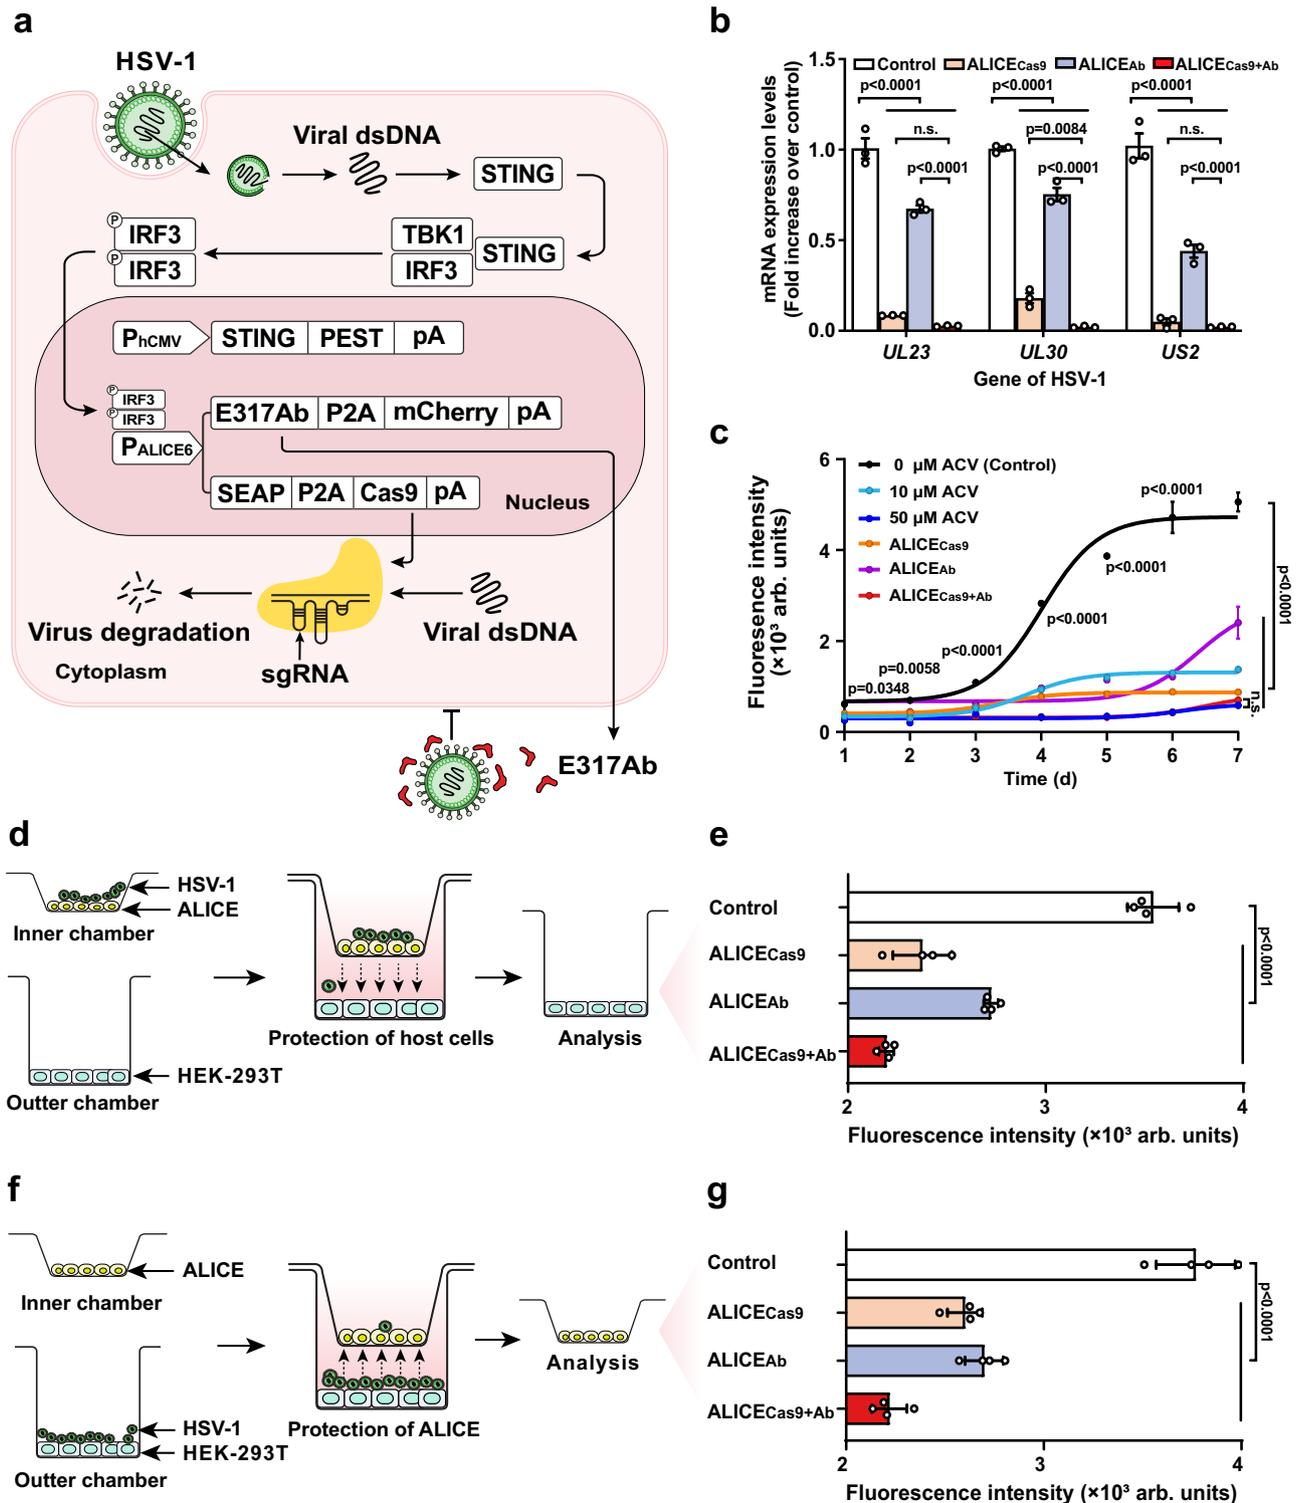 a
HSV-1
Viral dsDNA
STING
P IRF3
P IRF3
TBK1
IRF3
STING
PhCMV STING PEST pA
P IRF3
P IRF3
PALICE6
E317Ab P2A mCherry pA
SEAP P2A Cas9 pA
Nucleus
Virus degradation
Viral dsDNA
Cytoplasm
sgRNA
E317Ab
b
mRNA expression levels
(Fold increase over control)
1.5
1.0
0.5
0.0
Control ALICECas9 ALICEAb ALICECas9+Ab
p<0.0001 p<0.0001 p<0.0001
n.s. p=0.0084 n.s.
p<0.0001 p<0.0001 p<0.0001
UL23 UL30 US2
Gene of HSV-1
c
Fluoresence intensity
(×10³ arb. units)
6
4
2
0
0 µM ACV (Control)
10 µM ACV
50 µM ACV
ALICECas9
ALICEAb
ALICECas9+Ab
p<0.0001
p<0.0001
p<0.0001
p<0.0001
p=0.0058
p=0.0348
p<0.0001
n.s.
1 2 3 4 5 6 7
Time (d)
d
HSV-1
ALICE
Inner chamber
HEK-293T
Outter chamber
Protection of host cells
Analysis
e
Control
ALICECas9
ALICEAb
ALICECas9+Ab
p<0.0001
2 3 4
Fluorescence intensity (×10³ arb. units)
f
ALICE
Inner chamber
HSV-1
HEK-293T
Outter chamber
Protection of ALICE
Analysis
g
Control
ALICECas9
ALICEAb
ALICECas9+Ab
p<0.0001
2 3 4
Fluorescence intensity (×10³ arb. units)